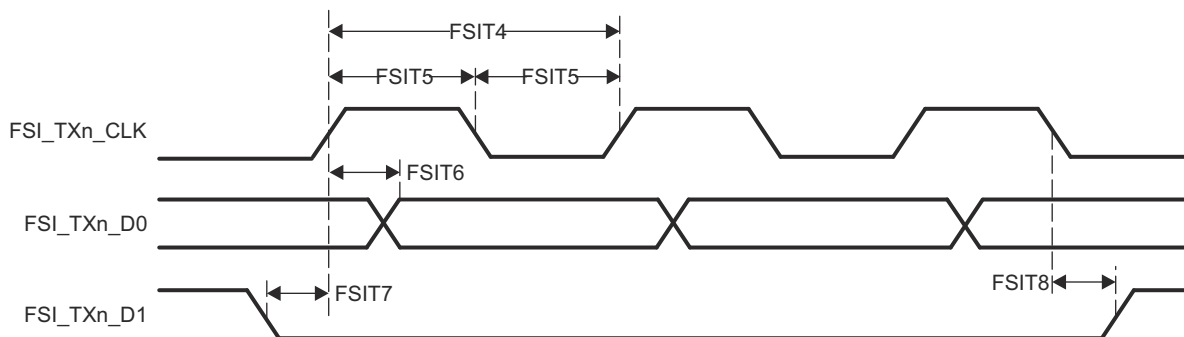 FSIT4
FSIT5 FSIT5
FSI_TXn_CLK
FSIT6
FSI_TXn_D0
FSIT7 FSIT8
FSI_TXn_D1